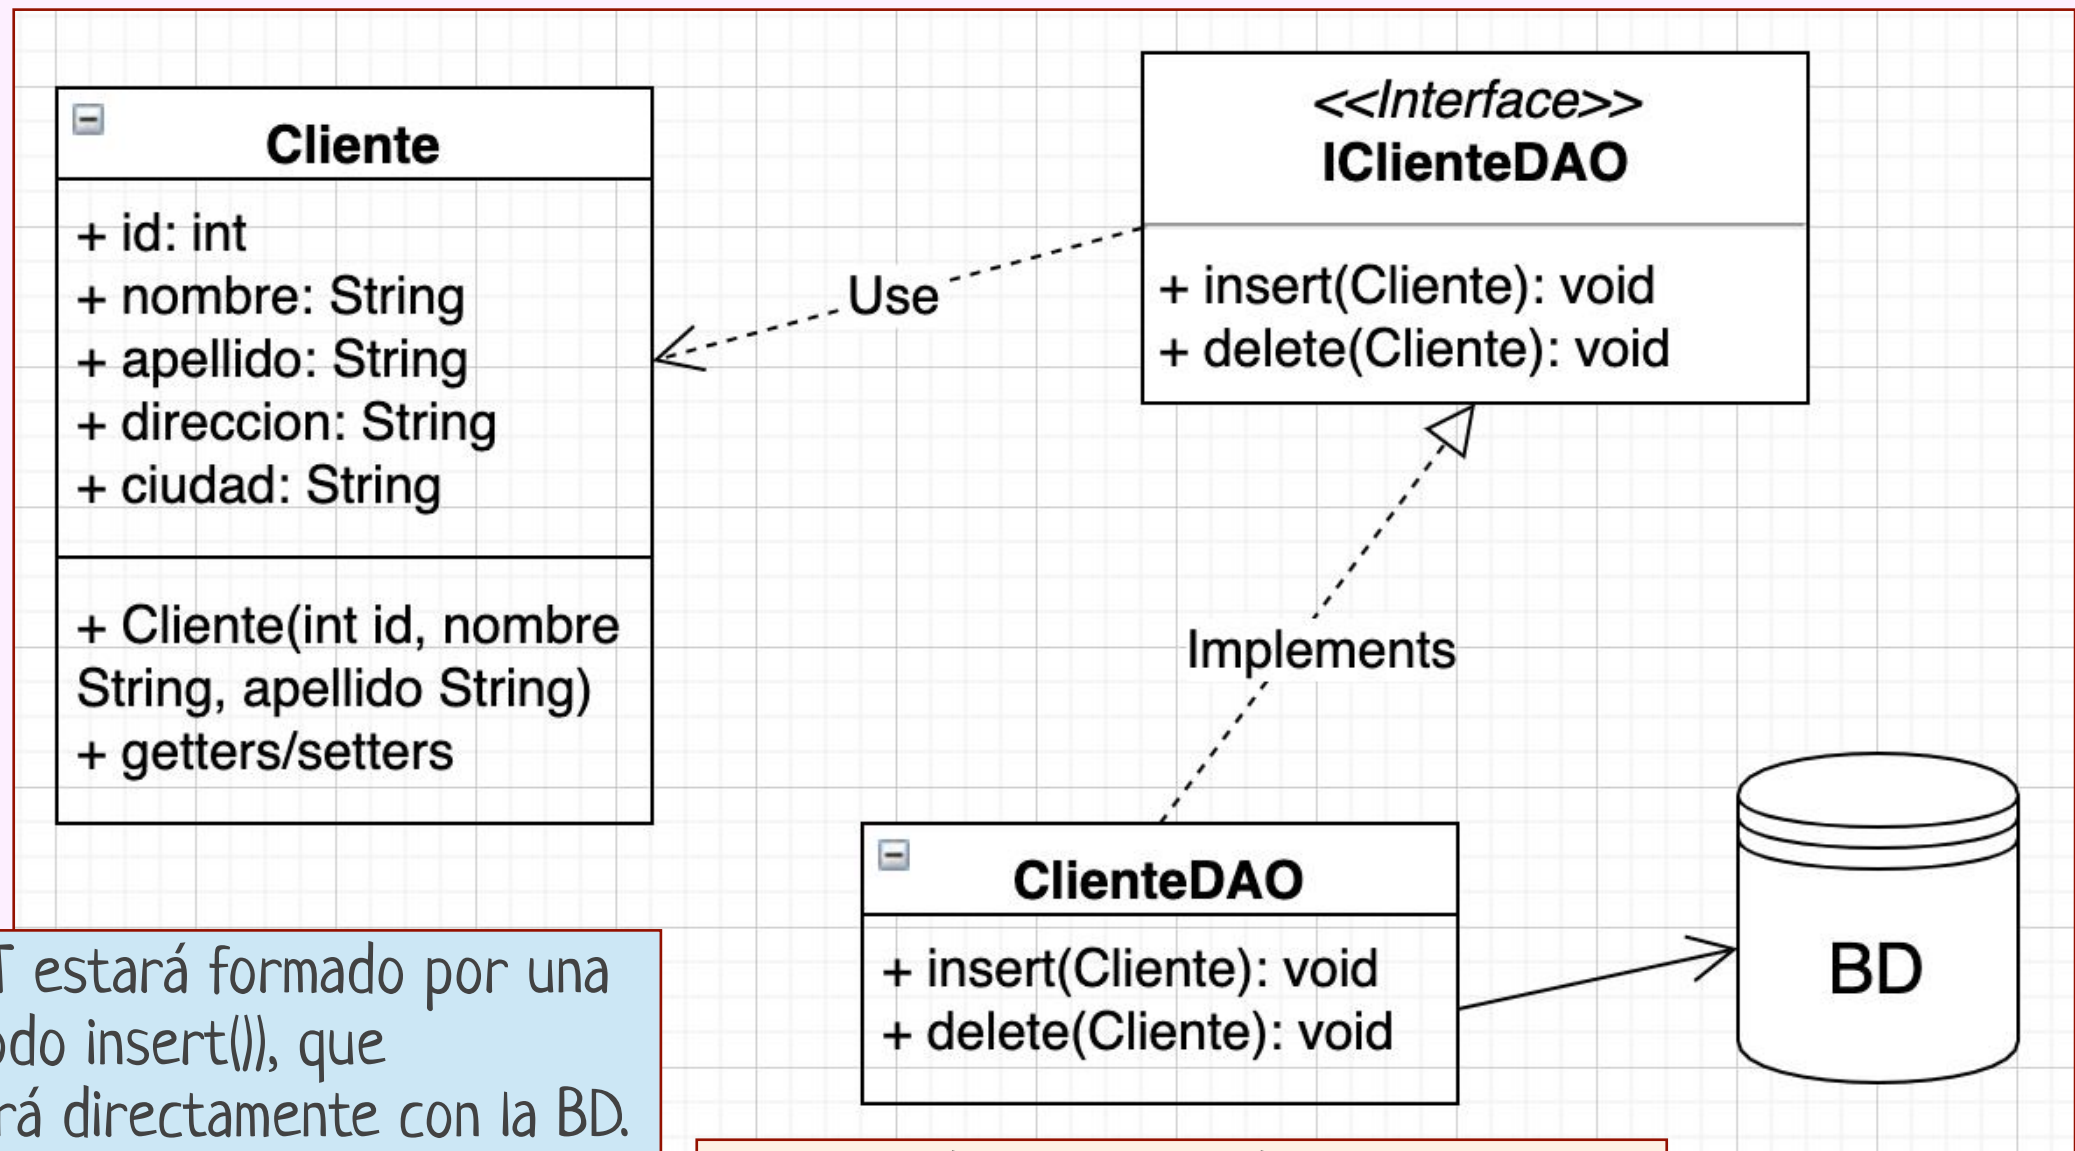 Cliente
+ id: int
+ nombre: String
+ apellido: String
+ direccion: String
+ ciudad: String
+ Cliente(int id, nombre
String, apellido String)
+ getters/setters
Use
<<Interface>>
IClienteDAO
+ insert(Cliente): void
+ delete(Cliente): void
Implements
ClienteDAO
+ insert(Cliente): void
+ delete(Cliente): void
BD
estará formado por una
insert()), que
directamente con la BD.